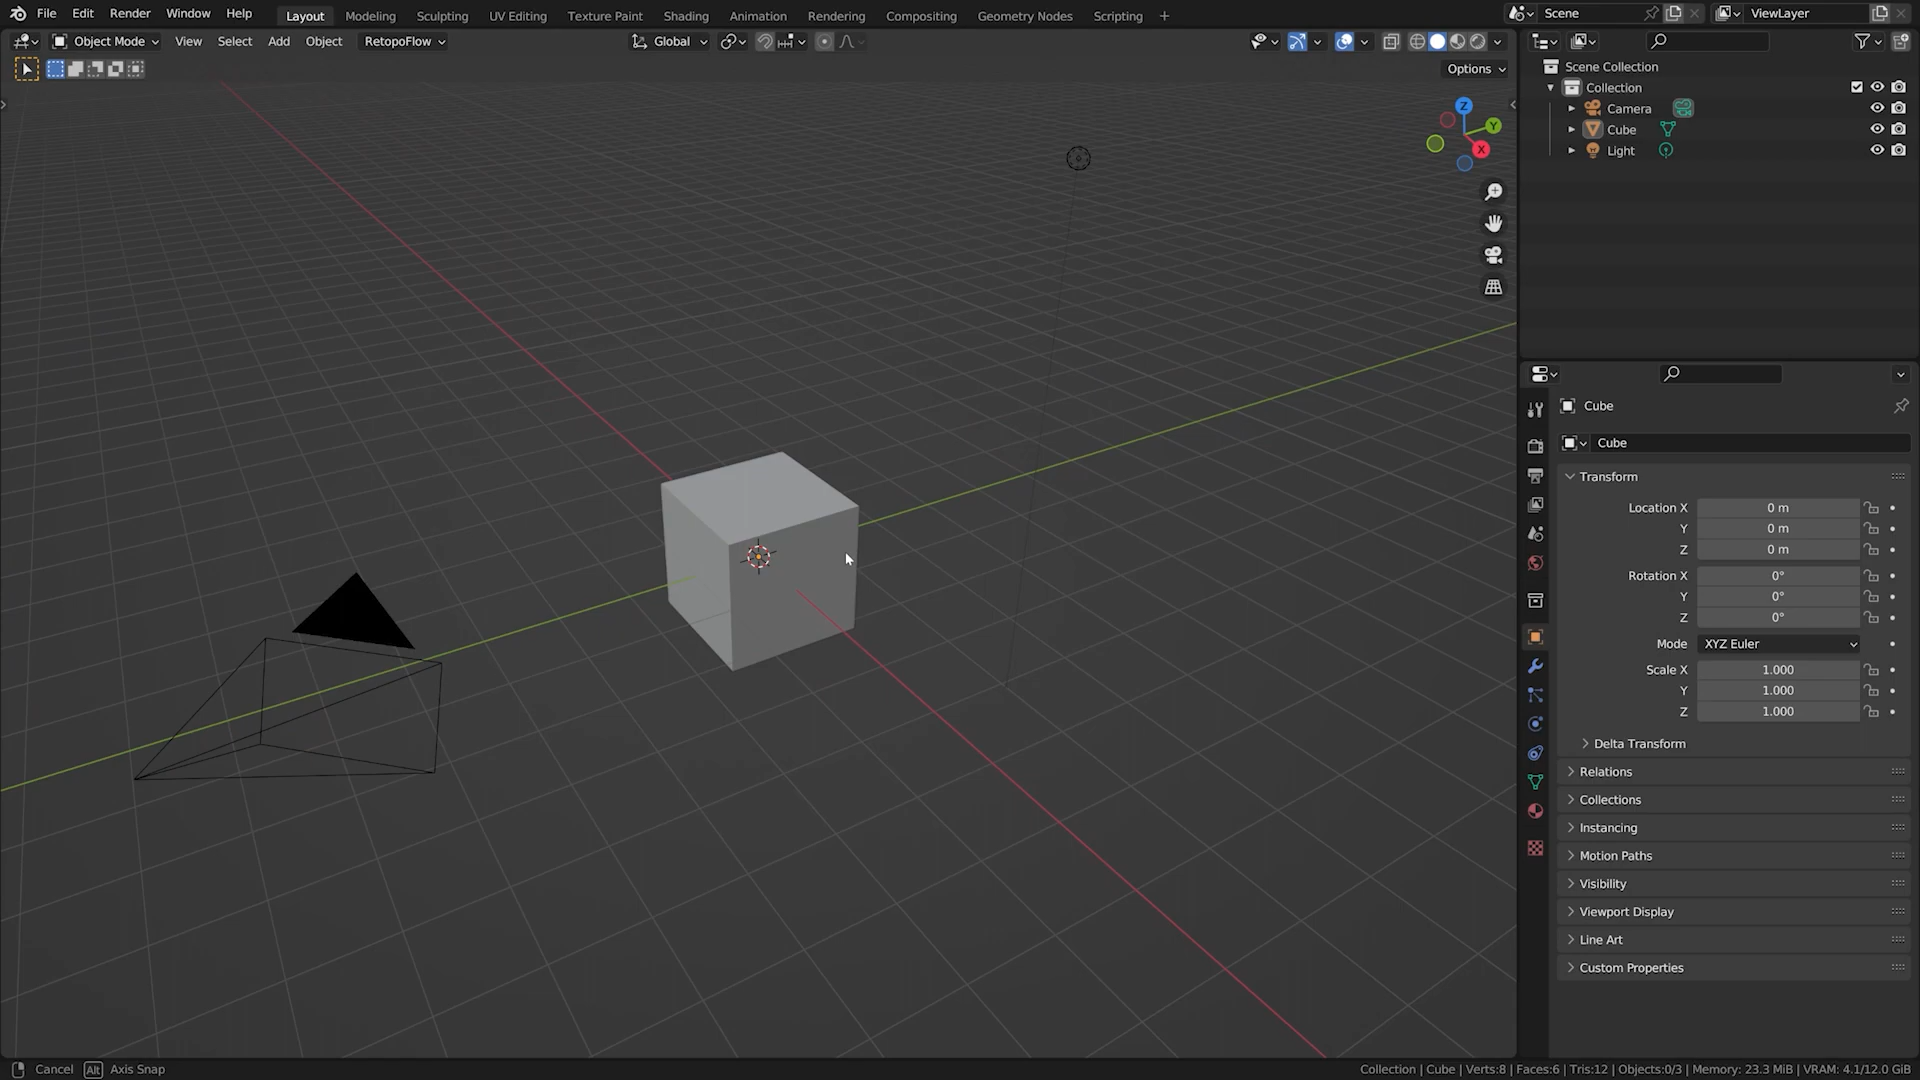 File Edit Render Window Help Layout Modeling Sculpting UV Editing Texture Paint Shading Animation Rendering Compositing Geometry Nodes Scripting + Scene ViewLayer
Object Mode View Select Add Object RetopoFlow Global
Options
Z
Y
X
Scene Collection
Collection
Camera
Cube
Light
Cube
Cube
Transform
Location X 0 m
Y 0 m
Z 0 m
Rotation X 0°
Y 0°
Z 0°
Mode XYZ Euler
Scale X 1.000
Y 1.000
Z 1.000
Delta Transform
Relations
Collections
Instancing
Motion Paths
Visibility
Viewport Display
Line Art
Custom Properties
Cancel Alt Axis Snap Collection | Cube | Verts:8 | Faces:6 | Tris:12 | Objects:0/3 | Memory: 23.3 MiB | VRAM: 4.1/12.0 GiB